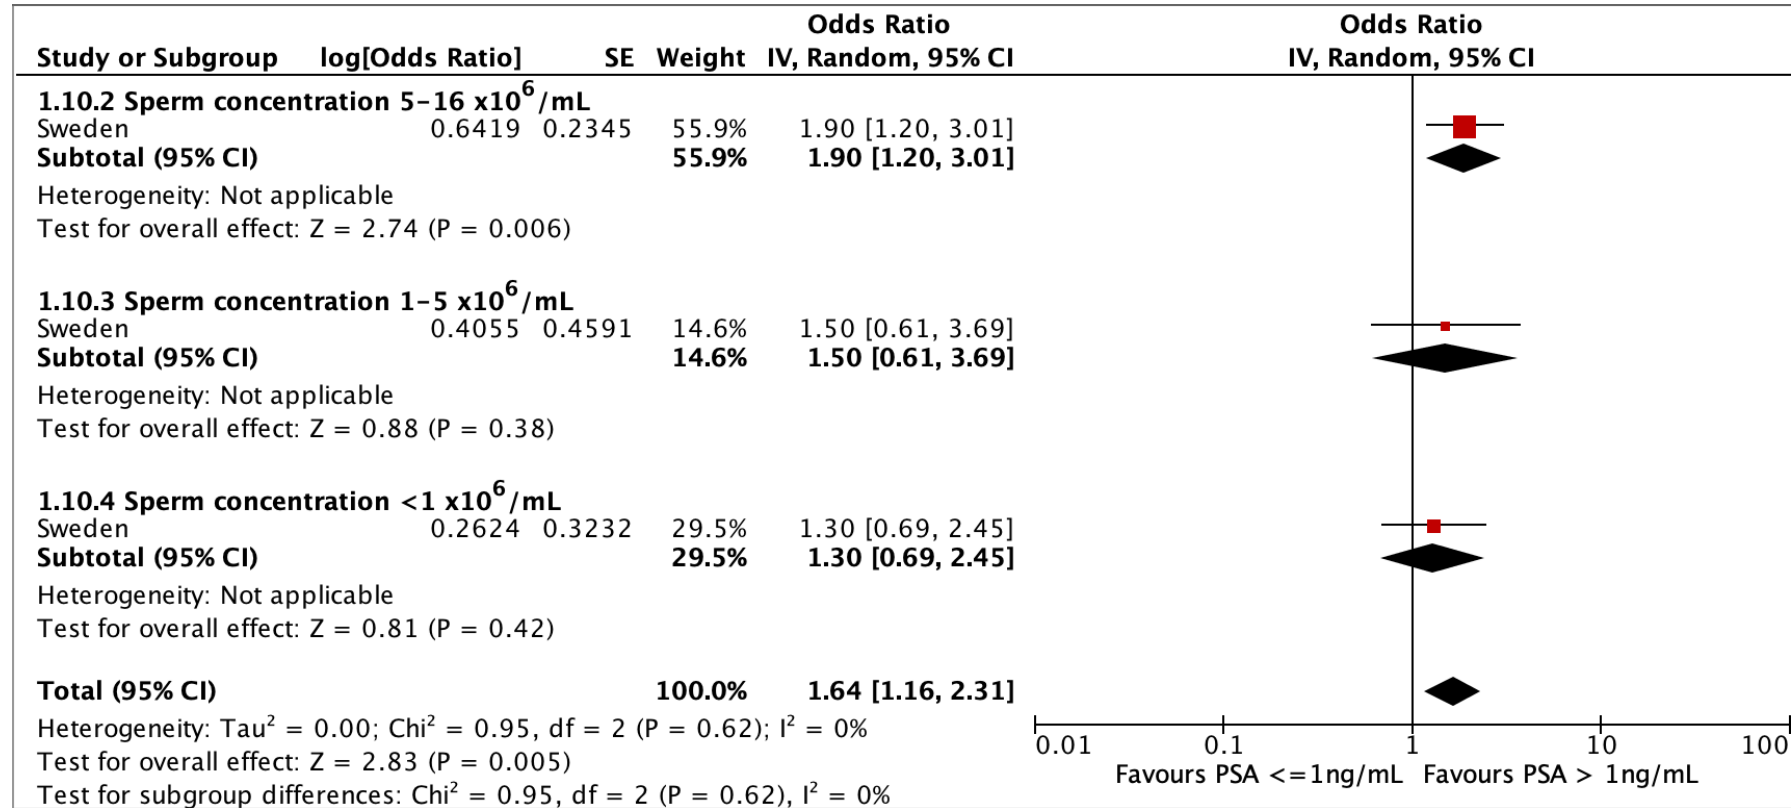 Odds Ratio Odds Ratio
Study or Subgroup log[Odds Ratio] SE Weight IV, Random, 95% CI IV, Random, 95% CI
1.10.2 Sperm concentration 5-16 x10⁶/mL
Sweden 0.6419 0.2345 55.9% 1.90 [1.20, 3.01]
Subtotal (95% CI) 55.9% 1.90 [1.20, 3.01]
Heterogeneity: Not applicable
Test for overall effect: Z = 2.74 (P = 0.006)
1.10.3 Sperm concentration 1-5 x10⁶/mL
Sweden 0.4055 0.4591 14.6% 1.50 [0.61, 3.69]
Subtotal (95% CI) 14.6% 1.50 [0.61, 3.69]
Heterogeneity: Not applicable
Test for overall effect: Z = 0.88 (P = 0.38)
1.10.4 Sperm concentration <1 x10⁶/mL
Sweden 0.2624 0.3232 29.5% 1.30 [0.69, 2.45]
Subtotal (95% CI) 29.5% 1.30 [0.69, 2.45]
Heterogeneity: Not applicable
Test for overall effect: Z = 0.81 (P = 0.42)
Total (95% CI) 100.0% 1.64 [1.16, 2.31]
Heterogeneity: Tau² = 0.00; Chi² = 0.95, df = 2 (P = 0.62); I² = 0%
Test for overall effect: Z = 2.83 (P = 0.005)
Test for subgroup differences: Chi² = 0.95, df = 2 (P = 0.62), I² = 0%
0.01 0.1 1 10 100
Favours PSA <=1ng/mL Favours PSA > 1ng/mL